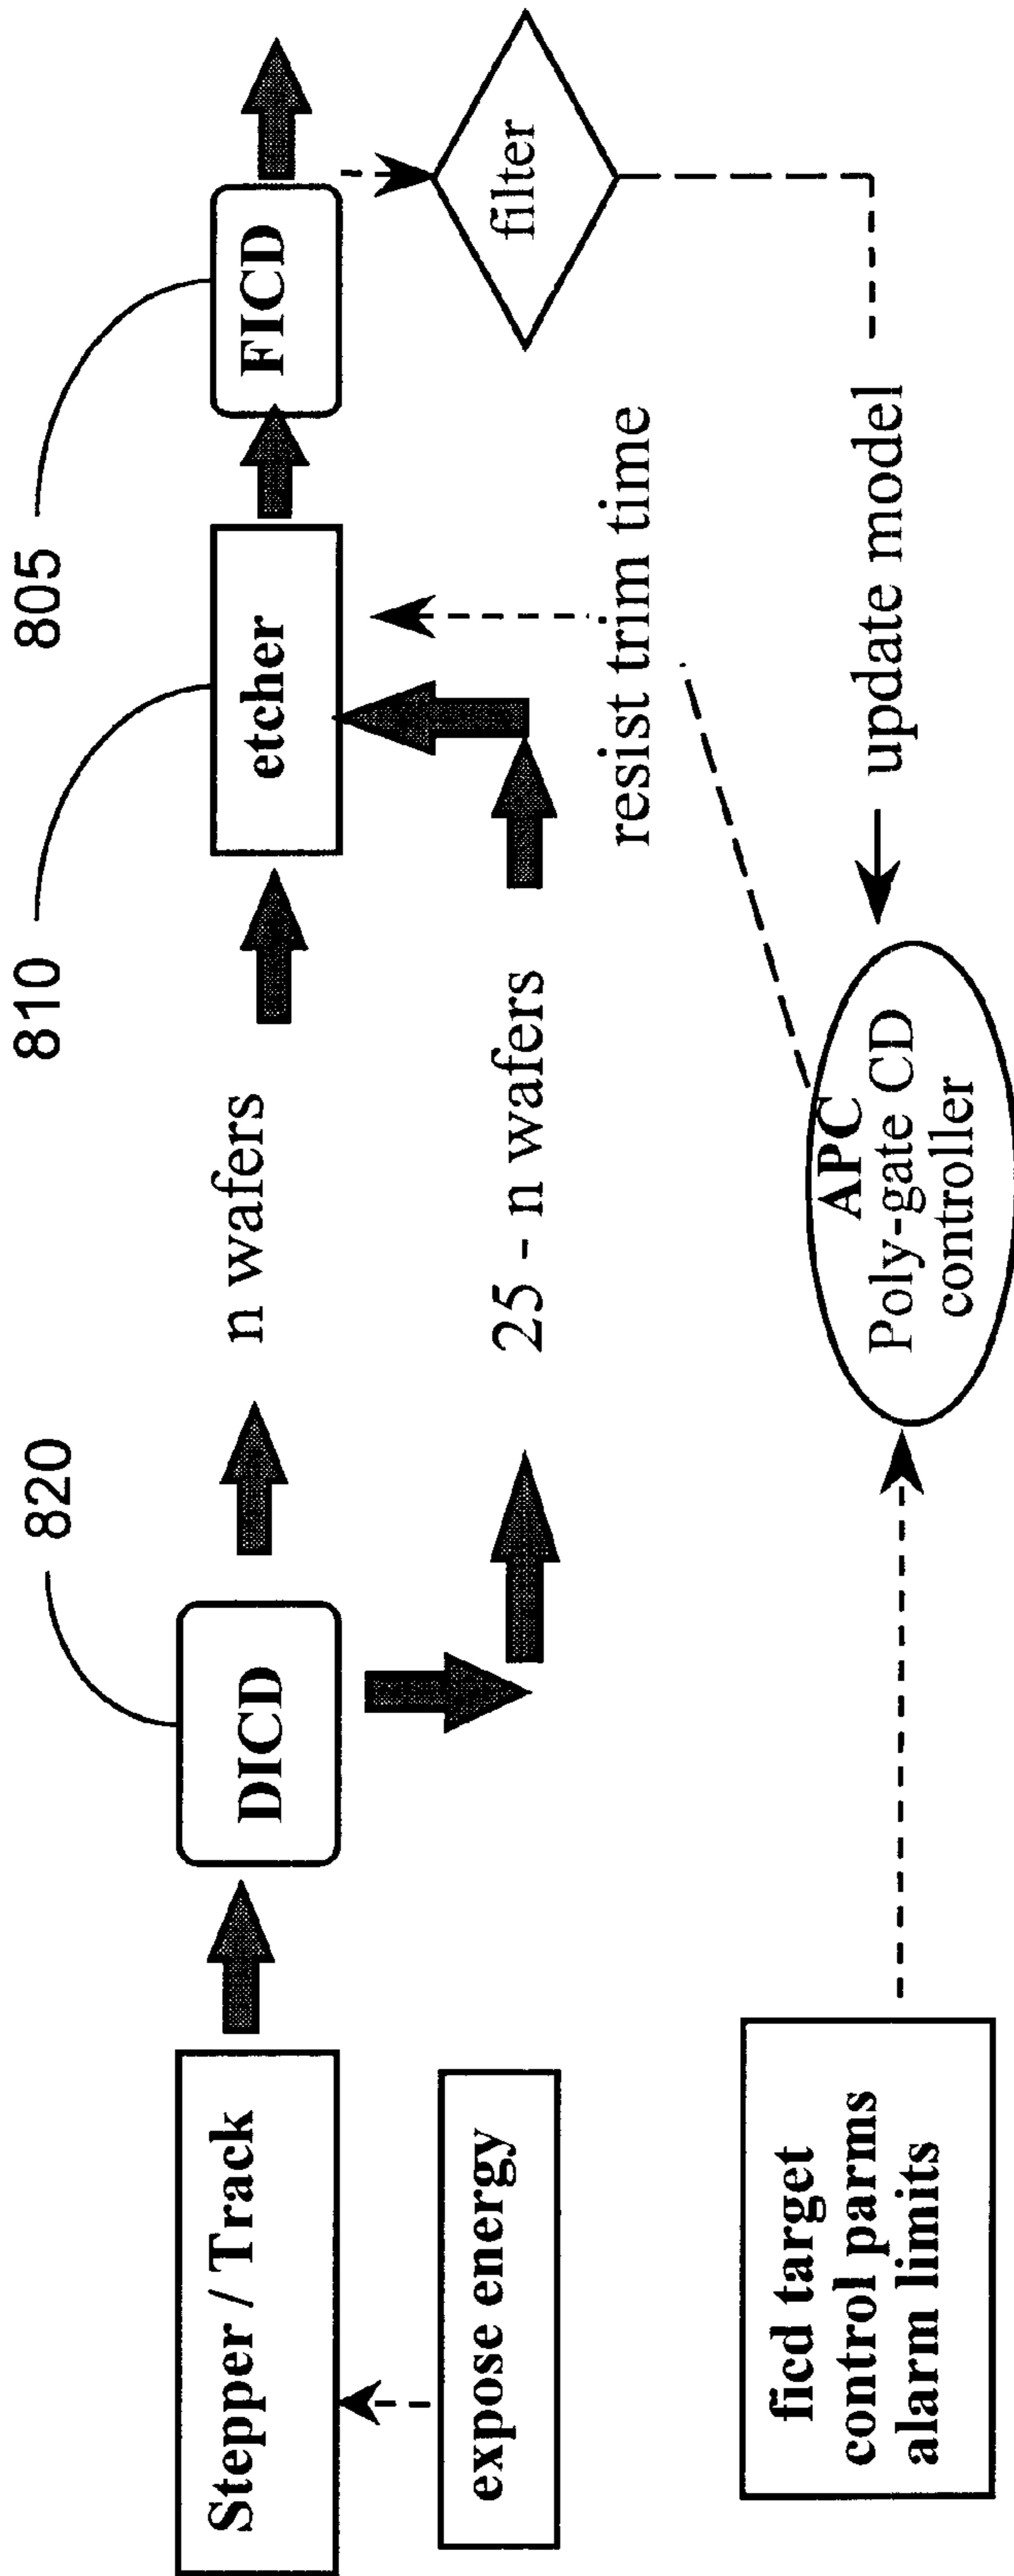 805
810
820
Stepper / Track
DICD
n wafers
etcher
FICD
expose energy
25 - n wafers
resist trim time
filter
ficd target
control parms
alarm limits
APC
Poly-gate CD
controller
update model